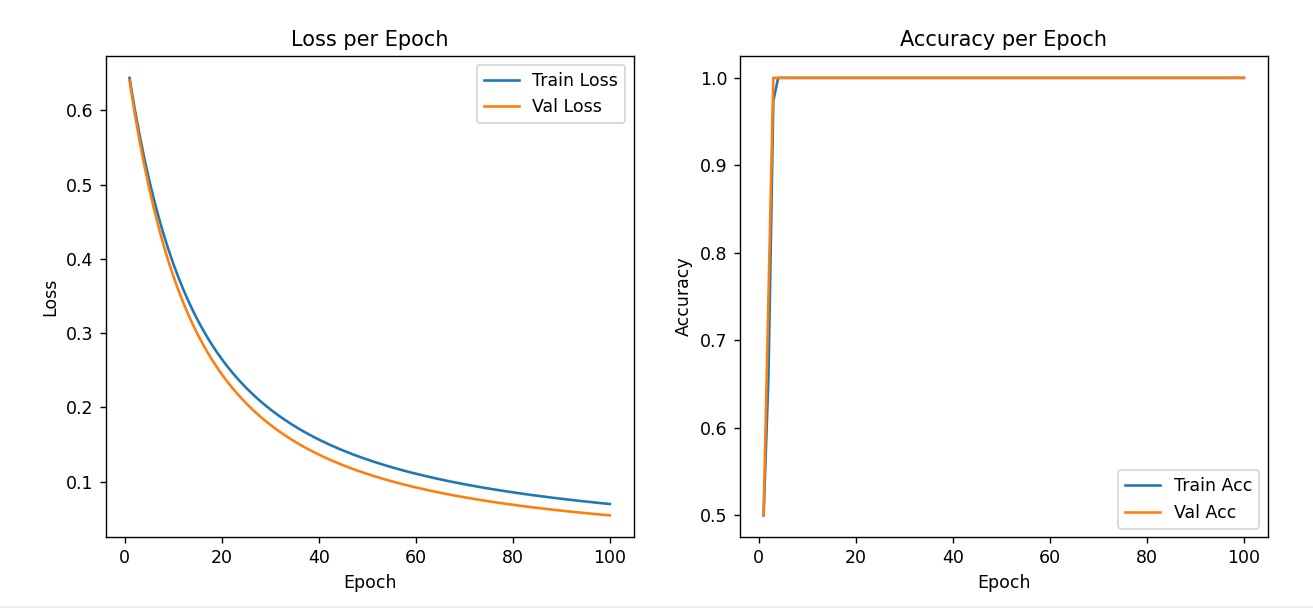 Loss per Epoch
Train Loss
Val Loss
0.6
0.5
0.4
0.3
0.2
0.1
Loss
0 20 40 60 80 100
Epoch
Accuracy per Epoch
1.0
0.9
0.8
0.7
0.6
0.5
Accuracy
Train Acc
Val Acc
0 20 40 60 80 100
Epoch